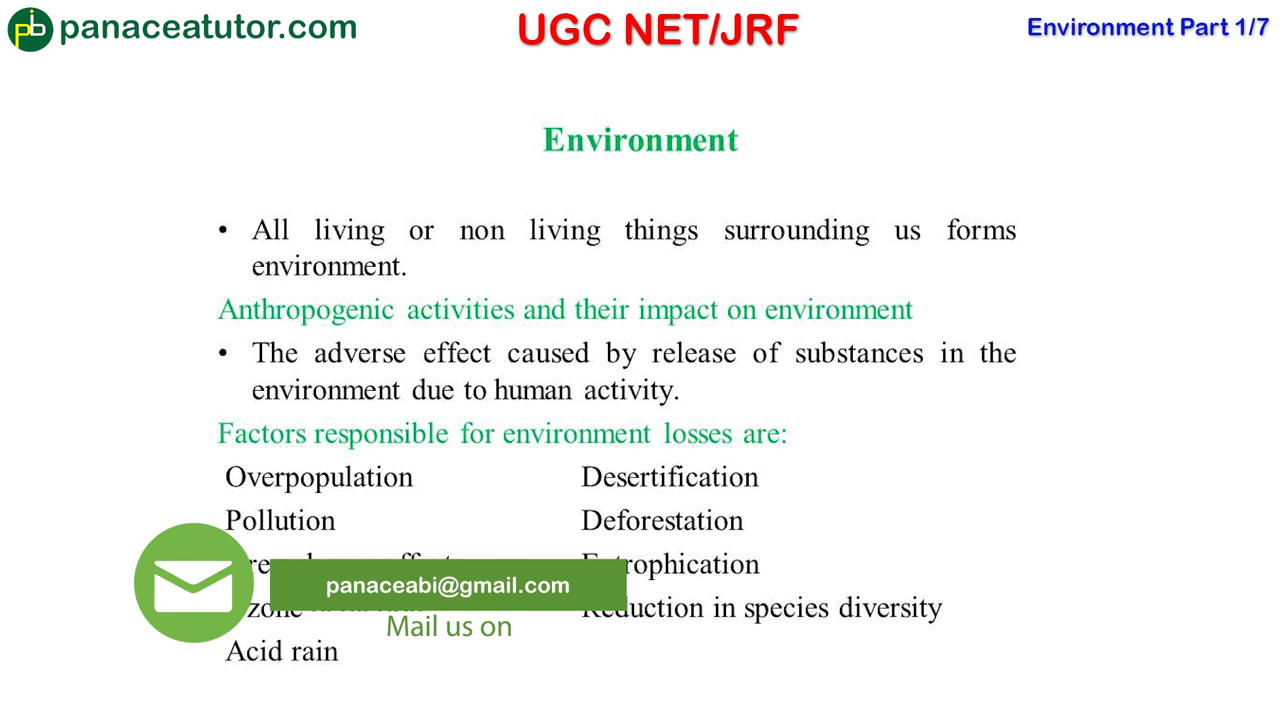 panaceatutor.com
UGC NET/JRF
Environment Part 1/7
Environment
• All living or non living things surrounding us forms
environment.
Anthropogenic activities and their impact on environment
• The adverse effect caused by release of substances in the
environment due to human activity.
Factors responsible for environment losses are:
Overpopulation Desertification
Pollution Deforestation
Eutrophication
Reduction in species diversity
panaceabi@gmail.com
Mail us on
Acid rain